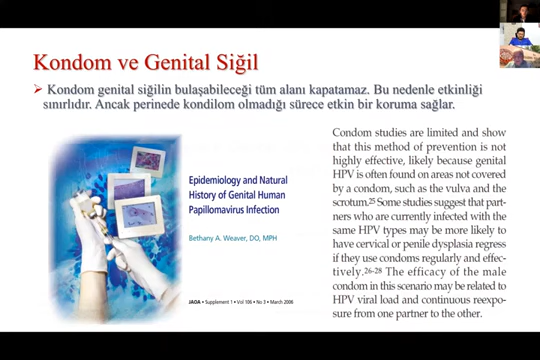 Kondom ve Genital Siğil
➢ Kondom genital siğilin bulaşabileceği tüm alanı kapatamaz. Bu nedenle etkinliği
sınırlıdır. Ancak perinede kondilom olmadığı sürece etkin bir koruma sağlar.
Epidemiology and Natural
History of Genital Human
Papillomavirus Infection
Bethany A. Weaver, DO, MPH
JAOA • Supplement 1 • Vol 106 • No 3 • March 2006
Condom studies are limited and show
that this method of prevention is not
highly effective, likely because genital
HPV is often found on areas not covered
by a condom, such as the vulva and the
scrotum.25 Some studies suggest that part-
ners who are currently infected with the
same HPV types may be more likely to
have cervical or penile dysplasia regress
if they use condoms regularly and effec-
tively.26-28 The efficacy of the male
condom in this scenario may be related to
HPV viral load and continuous reexpo-
sure from one partner to the other.